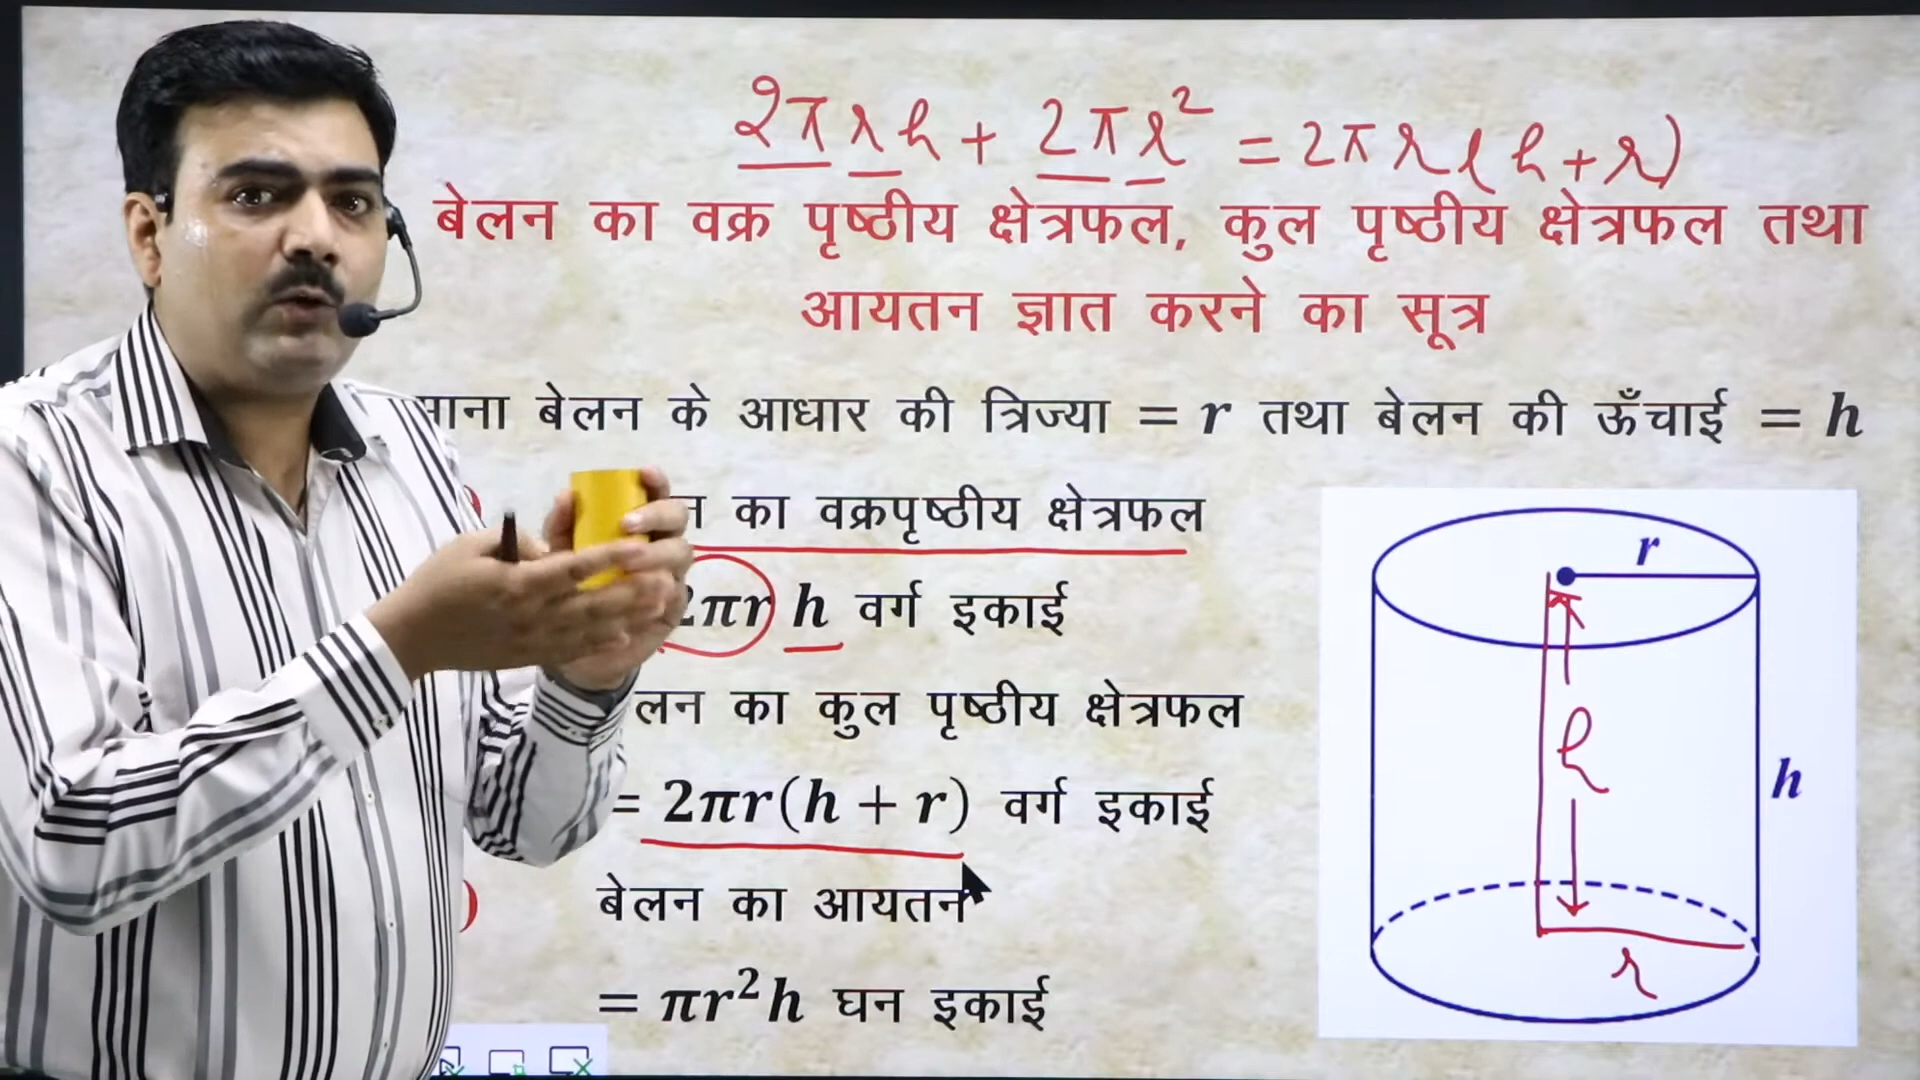 2πrh + 2πr² = 2πr(h+r)
बेलन का वक्र पृष्ठीय क्षेत्रफल, कुल पृष्ठीय क्षेत्रफल तथा
आयतन ज्ञात करने का सूत्र
माना बेलन के आधार की त्रिज्या = r तथा बेलन की ऊँचाई = h
का वक्रपृष्ठीय क्षेत्रफल
2πr h वर्ग इकाई
का कुल पृष्ठीय क्षेत्रफल
= 2πr(h + r) वर्ग इकाई
बेलन का आयतन
= πr²h घन इकाई
r
h
h
r